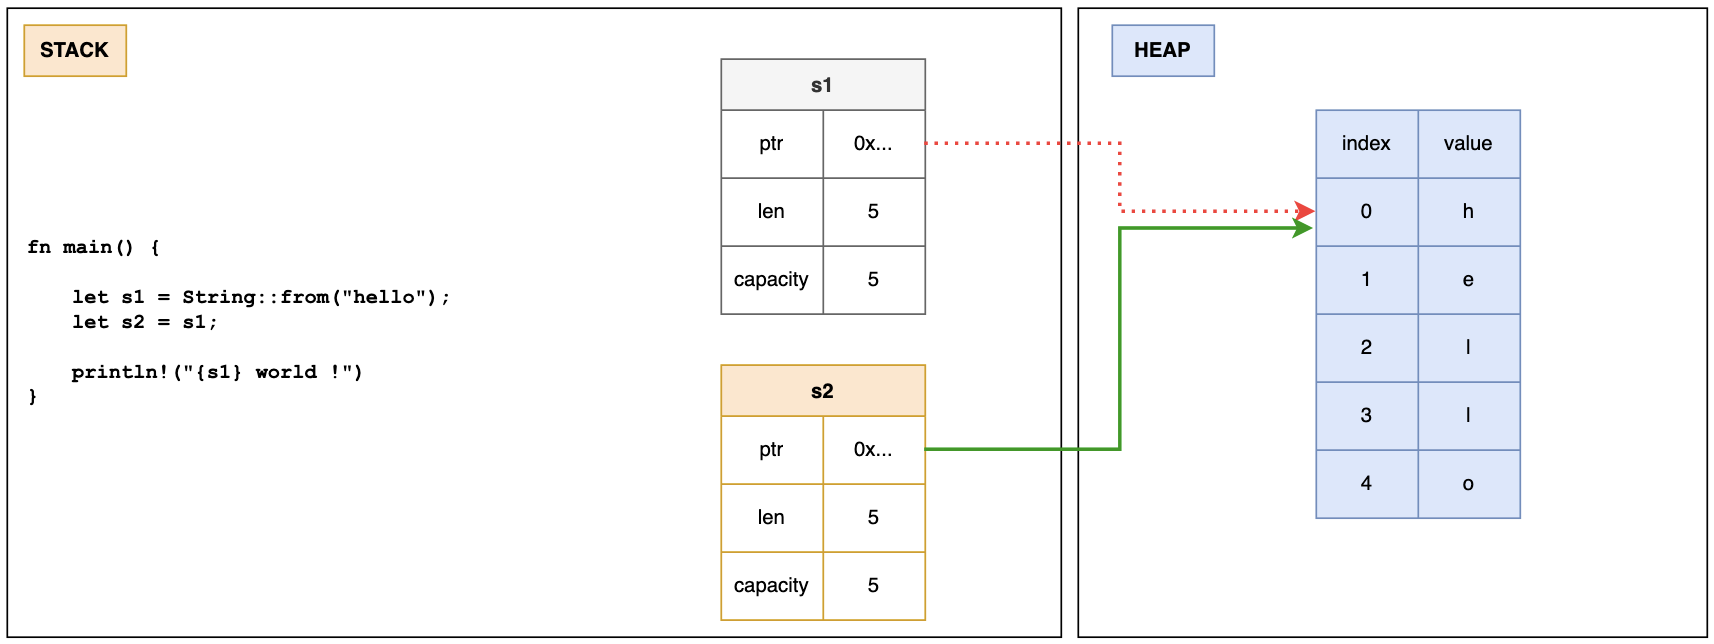 STACK
fn main() {
    let s1 = String::from("hello");
    let s2 = s1;
    println!("{s1} world !")
}
s1
ptr 0x...
len 5
capacity 5
s2
ptr 0x...
len 5
capacity 5
HEAP
index value
0 h
1 e
2 l
3 l
4 o